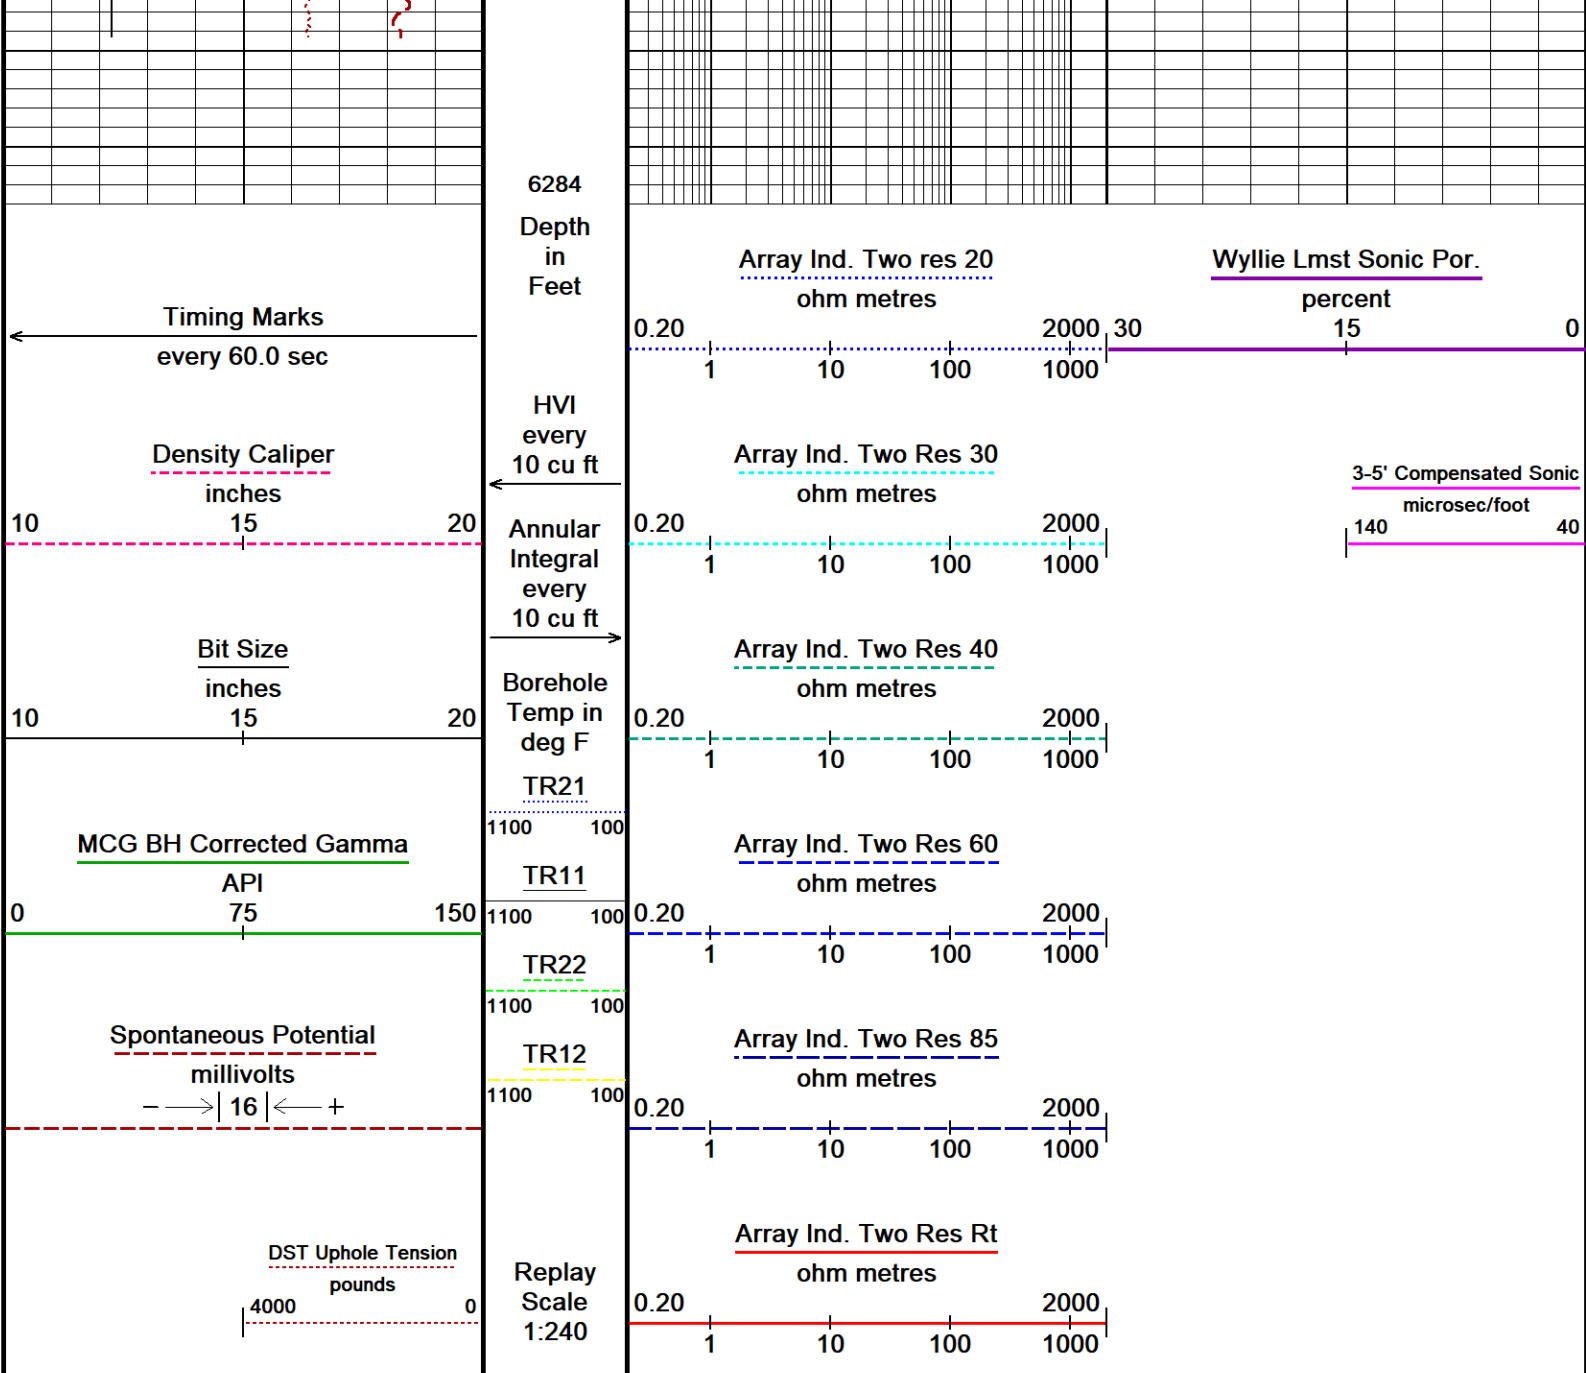 Timing Marks
every 60.0 sec
Density Caliper
inches
10 15 20
Bit Size
inches
10 15 20
MCG BH Corrected Gamma
API
0 75 150
Spontaneous Potential
millivolts
− 16 +
DST Uphole Tension
pounds
4000 0
6284
Depth
in
Feet
HVI
every
10 cu ft
Annular
Integral
every
10 cu ft
Borehole
Temp in
deg F
TR21
1100 100
TR11
1100 100
TR22
1100 100
TR12
1100 100
Replay
Scale
1:240
Array Ind. Two res 20
ohm metres
0.20 2000
1 10 100 1000
Array Ind. Two Res 30
ohm metres
0.20 2000
1 10 100 1000
Array Ind. Two Res 40
ohm metres
0.20 2000
1 10 100 1000
Array Ind. Two Res 60
ohm metres
0.20 2000
1 10 100 1000
Array Ind. Two Res 85
ohm metres
0.20 2000
1 10 100 1000
Array Ind. Two Res Rt
ohm metres
0.20 2000
1 10 100 1000
Wyllie Lmst Sonic Por.
percent
30 15 0
3-5' Compensated Sonic
microsec/foot
140 40